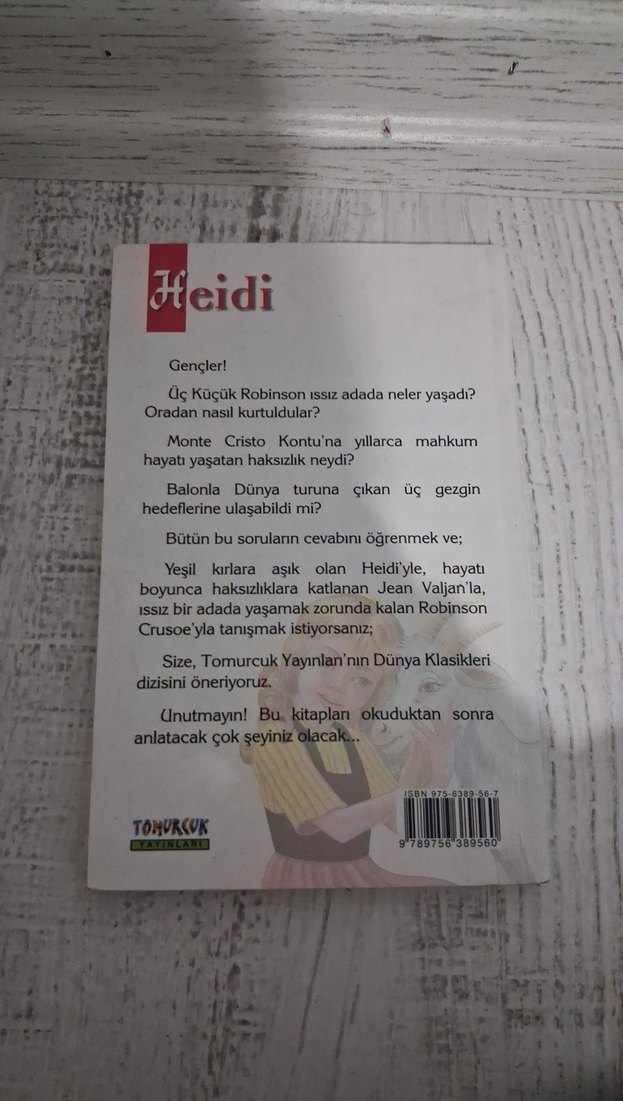 Heidi
Gençler!
Üç Küçük Robinson ıssız adada neler yaşadı?
Oradan nasıl kurtuldular?
Monte Cristo Kontu'na yıllarca mahkum
hayatı yaşatan haksızlık neydi?
Balonla Dünya turuna çıkan üç gezgin
hedeflerine ulaşabildi mi?
Bütün bu soruların cevabını öğrenmek ve;
Yeşil kırlara aşık olan Heidi'yle, hayatı
boyunca haksızlıklara katlanan Jean Valjan'la,
ıssız bir adada yaşamak zorunda kalan Robinson
Crusoe'yla tanışmak istiyorsanız;
Size, Tomurcuk Yayınları'nın Dünya Klasikleri
dizisini öneriyoruz.
Unutmayın! Bu kitapları okuduktan sonra
anlatacak çok şeyiniz olacak...
ISBN 975-6389-56-7
TOMURCUK
YAYINLARI
9 789756 389560